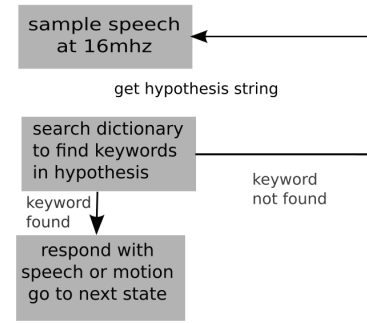 sample speech
at 16mhz
get hypothesis string
search dictionary
to find keywords
in hypothesis
keyword
not found
keyword
found
respond with
speech or motion
go to next state